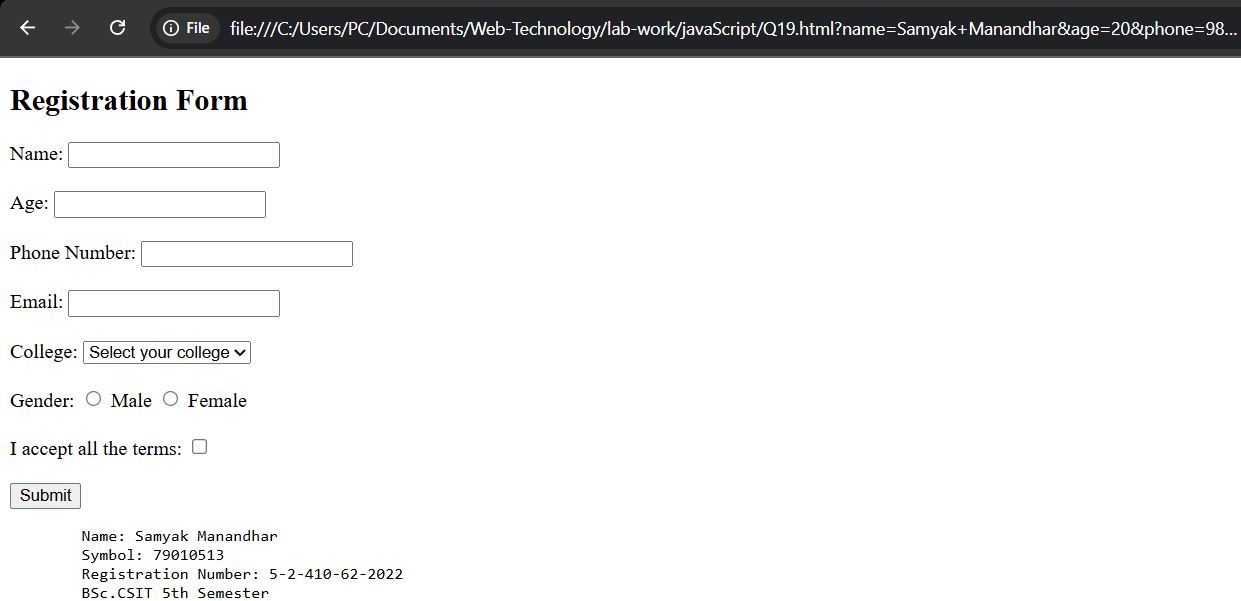 File file:///C:/Users/PC/Documents/Web-Technology/lab-work/javaScript/Q19.html?name=Samyak+Manandhar&age=20&phone=98...
Registration Form
Name:
Age:
Phone Number:
Email:
College: Select your college
Gender: Male Female
I accept all the terms:
Submit
Name: Samyak Manandhar
Symbol: 79010513
Registration Number: 5-2-410-62-2022
BSc.CSIT 5th Semester